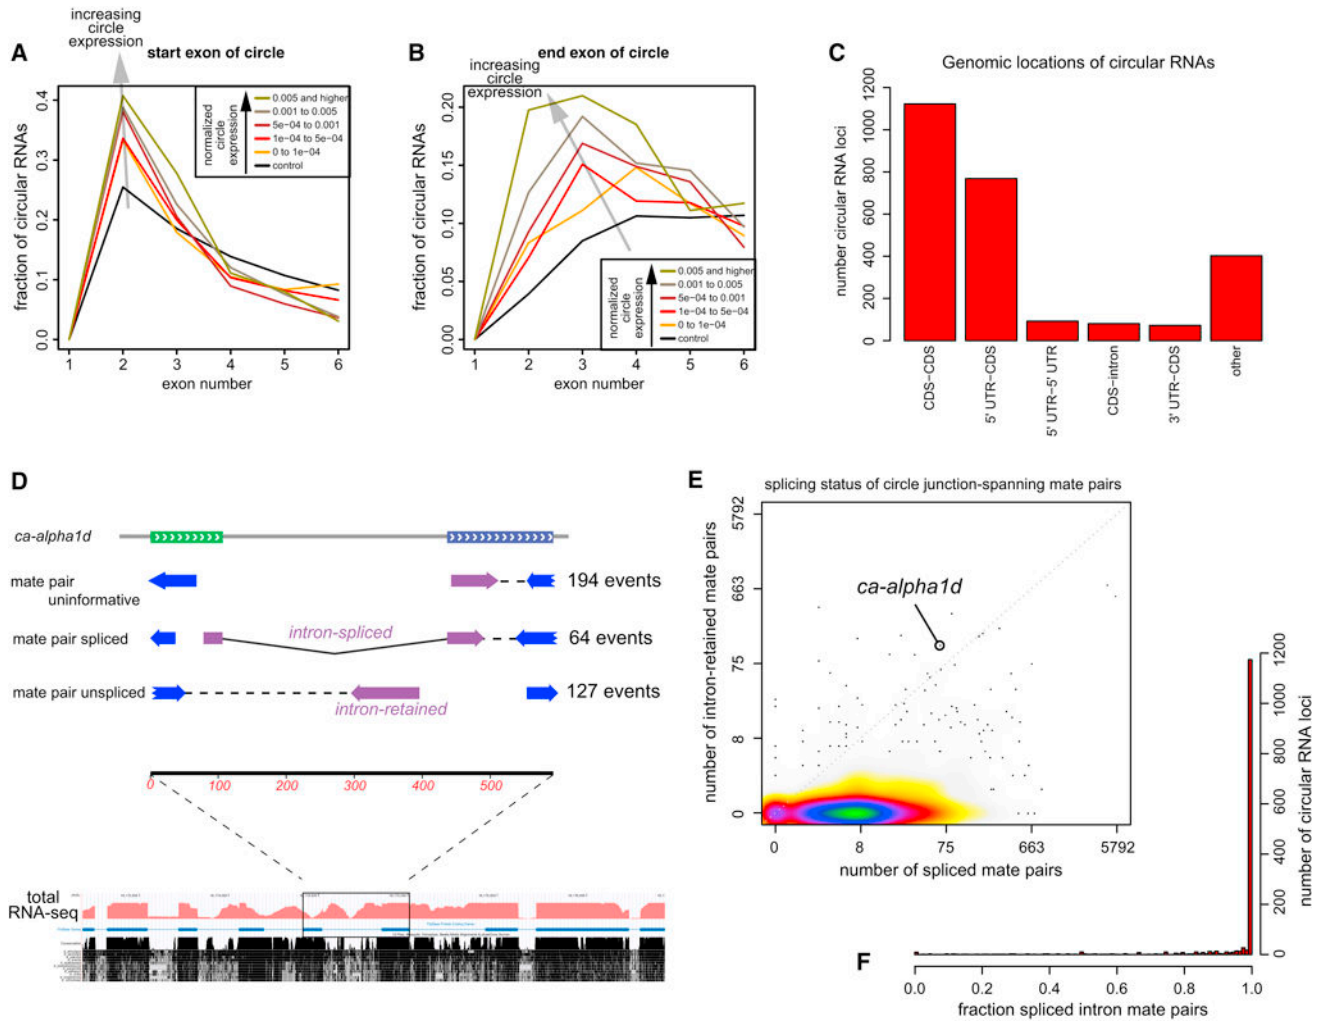 A
increasing
circle
expression
start exon of circle
fraction of circular RNAs
0.0
0.1
0.2
0.3
0.4
normalized
circle
expression
0.005 and higher
0.001 to 0.005
5e−04 to 0.001
1e−04 to 5e−04
0 to 1e−04
control
1 2 3 4 5 6
exon number
B
end exon of circle
increasing
circle
expression
fraction of circular RNAs
0.00
0.05
0.10
0.15
0.20
normalized
circle
expression
0.005 and higher
0.001 to 0.005
5e−04 to 0.001
1e−04 to 5e−04
0 to 1e−04
control
1 2 3 4 5 6
exon number
C
Genomic locations of circular RNAs
number circular RNA loci
0
200
400
600
800
1000
1200
CDS−CDS
5' UTR−CDS
5' UTR−5' UTR
CDS−intron
3' UTR−CDS
other
D
ca-alpha1d
mate pair
uninformative
194 events
mate pair spliced
intron-spliced
64 events
mate pair unspliced
intron-retained
127 events
0 100 200 300 400 500
total
RNA-seq
E
splicing status of circle junction-spanning mate pairs
number of intron-retained mate pairs
0
8
75
663
5792
ca-alpha1d
0 8 75 663 5792
number of spliced mate pairs
F
number of circular RNA loci
0
200
400
600
800
1000
1200
0.0 0.2 0.4 0.6 0.8 1.0
fraction spliced intron mate pairs